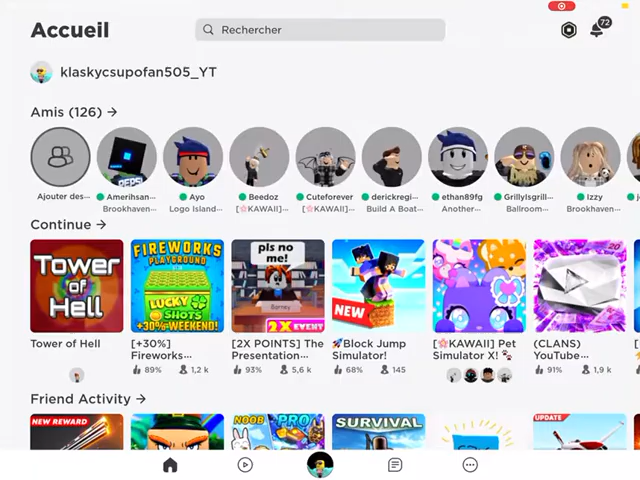 Accueil
Rechercher
72
klaskycsupofan505_YT
Amis (126) →
PEPSI
Ajouter des...
Amerihsan...
Ayo
Beedoz
Cuteforever
derickregi...
ethan89fg
Grillylsgrill...
Izzy
Brookhaven...
Logo Island...
[🌸KAWAII]...
[🌸KAWAII]...
Build A Boat...
Another...
Ballroom...
Brookhaven...
Continue →
Tower of Hell
FIREWORKS
PLAYGROUND
LUCKY
SHOTS
+30% WEEKEND!
pls no me!
Barney
2X EVENT
NEW
20
Tower of Hell
[+30%] Fireworks...
[2X POINTS] The Presentation...
🚀Block Jump Simulator!
[🌸KAWAII] Pet Simulator X! 🐾
(CLANS) YouTube...
89% 1,2 k
93% 5,6 k
68% 145
91% 1,9 k
Friend Activity →
NEW REWARD
NOOB
PRO
SURVIVAL
UPDATE